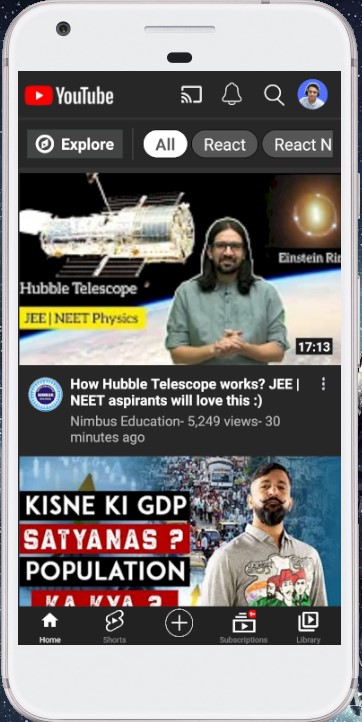 YouTube
Explore
All
React
React N
Hubble Telescope
Einstein Rin
JEE | NEET Physics
17:13
How Hubble Telescope works? JEE |
NEET aspirants will love this :)
Nimbus Education- 5,249 views- 30
minutes ago
KISNE KI GDP
SATYANAS ?
POPULATION
KA KYA ?
Home
Shorts
Subscriptions
Library